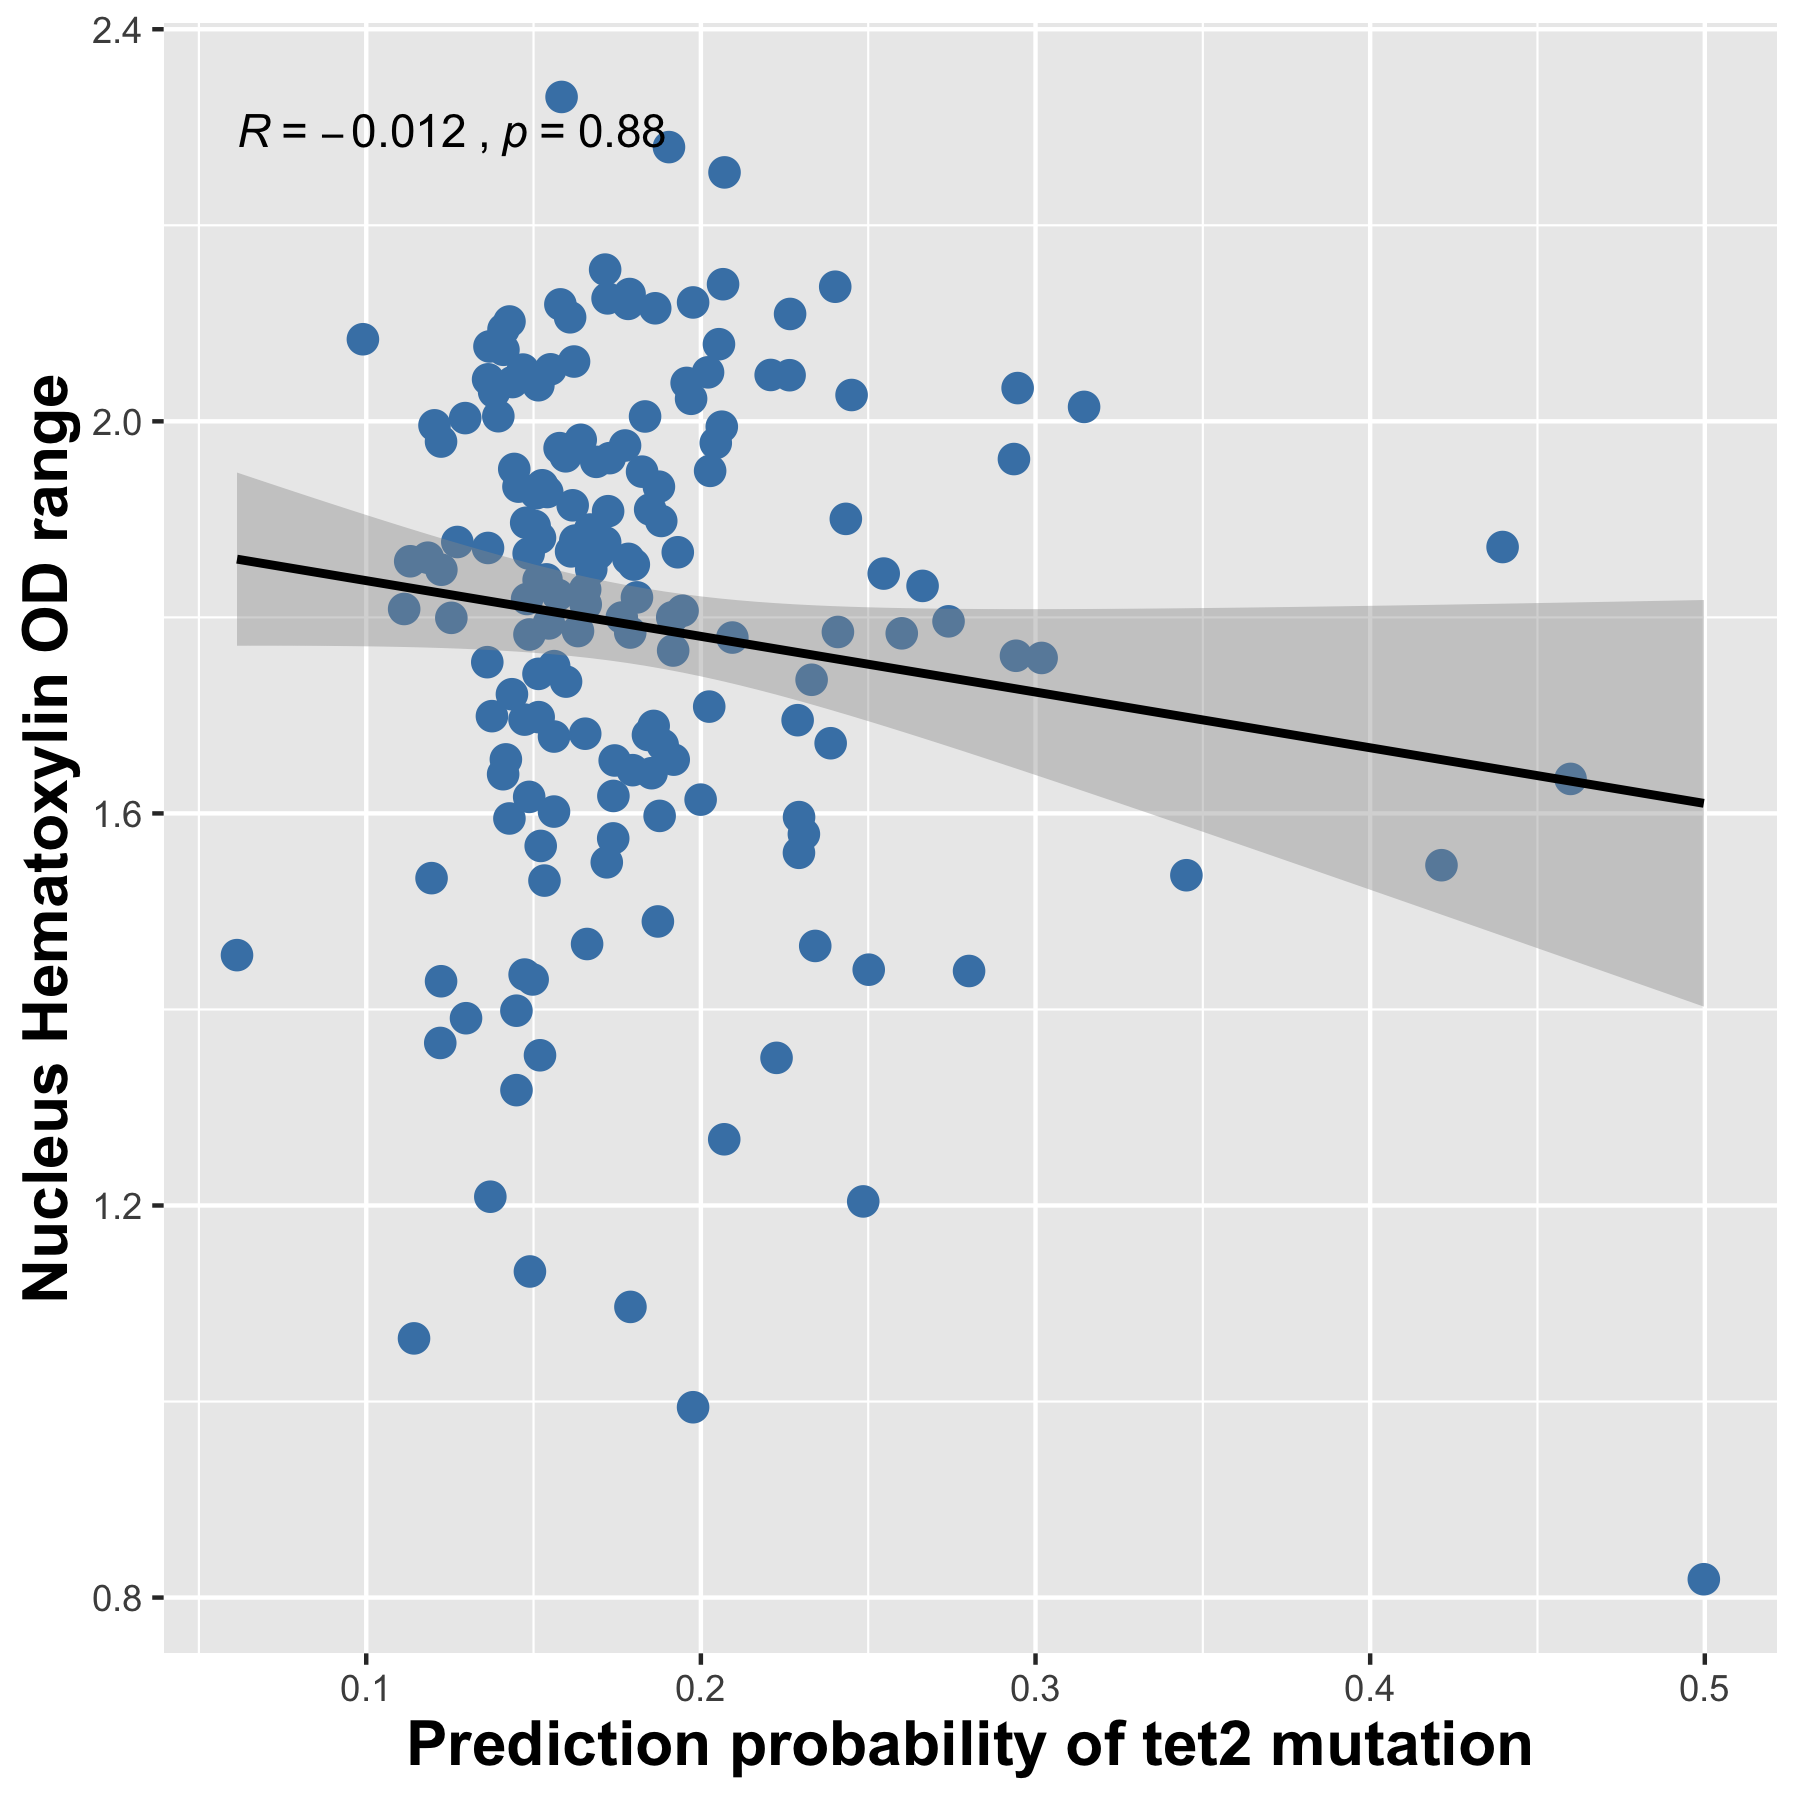 2.4
2.0
1.6
1.2
0.8
R = −0.012 , p = 0.88
Nucleus Hematoxylin OD range
0.1 0.2 0.3 0.4 0.5
Prediction probability of tet2 mutation